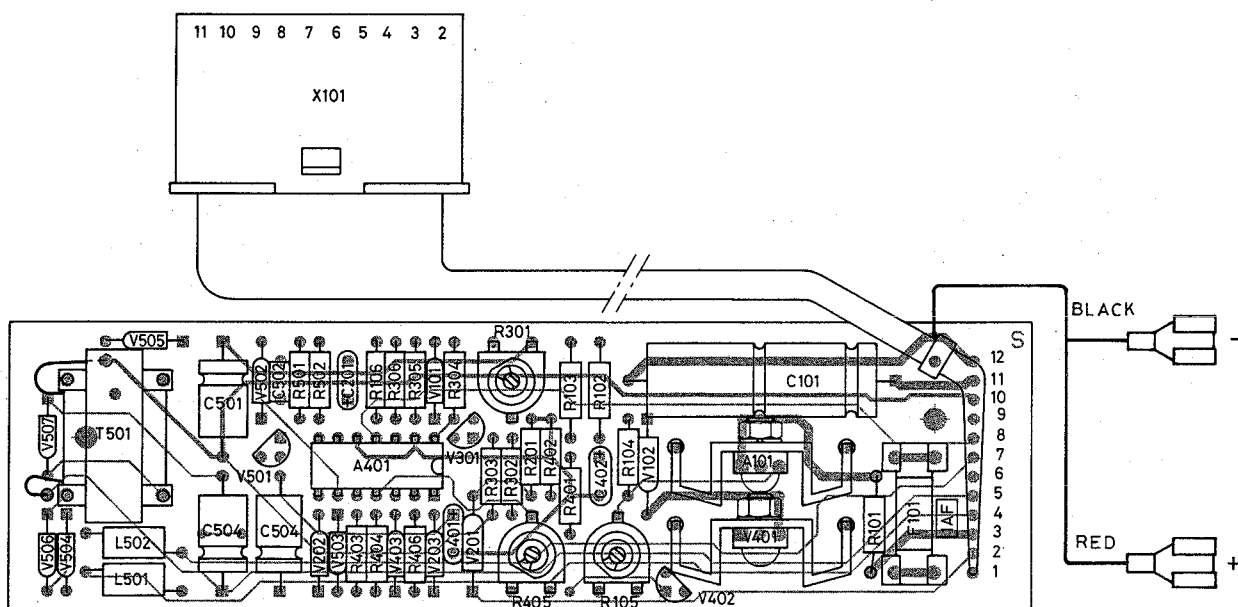 11 10 9 8 7 6 5 4 3 2
X101
BLACK
-
RED
+
S
12
11
10
9
8
7
6
5
4
3
2
1
R301
V505
C501
V502
C502
R501
R502
C201
R106
R306
R305
V101
R304
R103
R102
C101
V507
T501
V501
A401
V301
R303
R302
R201
R402
R401
C402
R104
V102
A101
V401
R101
AF
V506
V504
L502
L501
C504
C504
V202
V503
R403
R404
V403
R406
V203
C401
V201
R405
R105
V402